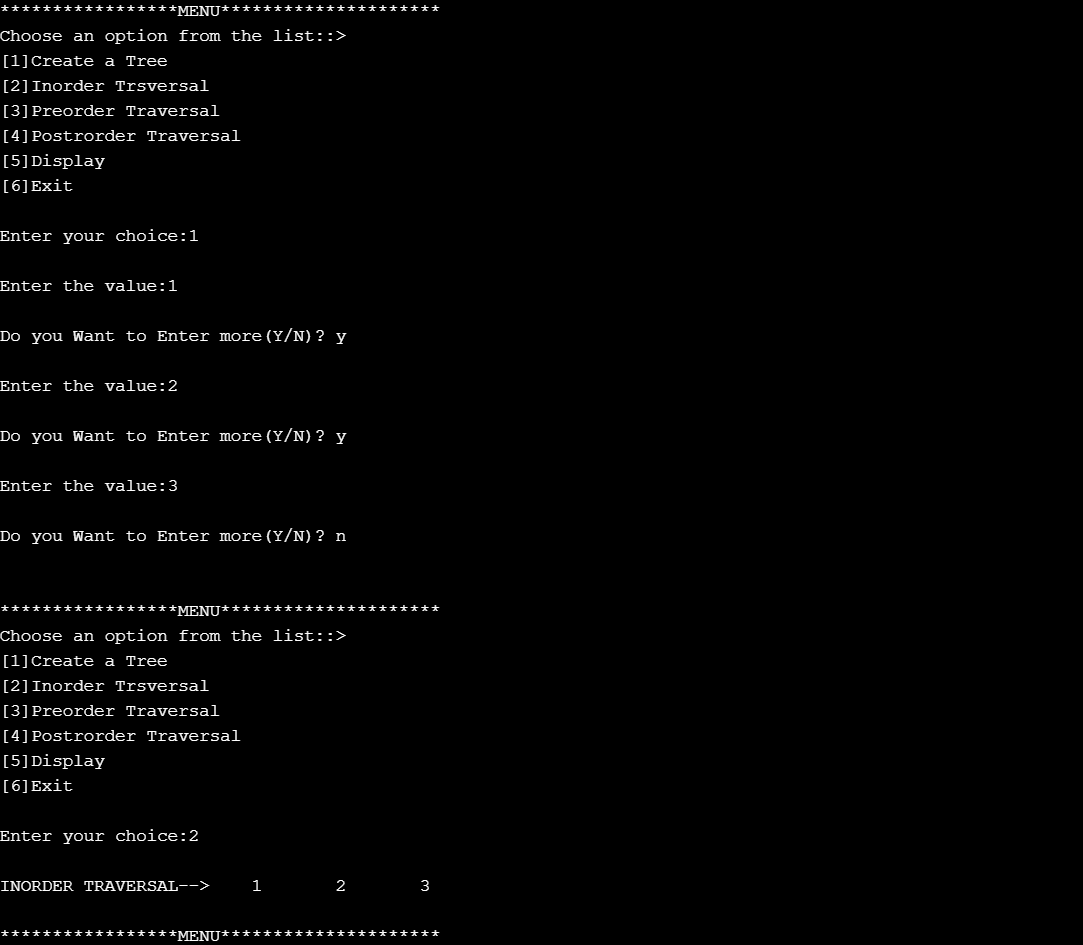 *****************MENU*********************
Choose an option from the list::>
[1]Create a Tree
[2]Inorder Trsversal
[3]Preorder Traversal
[4]Postrorder Traversal
[5]Display
[6]Exit
Enter your choice:1
Enter the value:1
Do you Want to Enter more(Y/N)? y
Enter the value:2
Do you Want to Enter more(Y/N)? y
Enter the value:3
Do you Want to Enter more(Y/N)? n
*****************MENU*********************
Choose an option from the list::>
[1]Create a Tree
[2]Inorder Trsversal
[3]Preorder Traversal
[4]Postrorder Traversal
[5]Display
[6]Exit
Enter your choice:2
INORDER TRAVERSAL-->    1       2       3
*****************MENU*********************